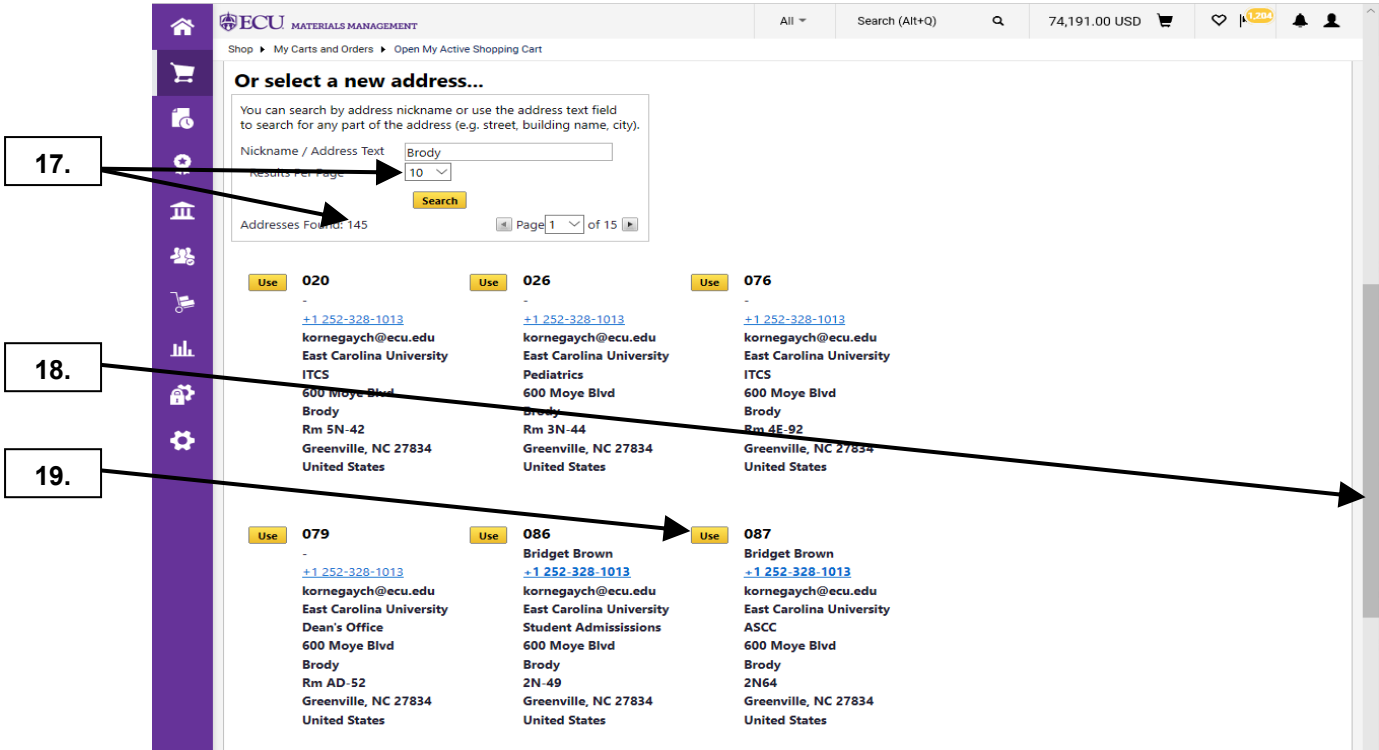 ECU MATERIALS MANAGEMENT
All
Search (Alt+Q)
74,191.00 USD
1,204
Shop ▸ My Carts and Orders ▸ Open My Active Shopping Cart
Or select a new address...
You can search by address nickname or use the address text field
to search for any part of the address (e.g. street, building name, city).
Nickname / Address Text Brody
Results Per Page 10
Search
Addresses Found: 145
Page 1 of 15
17.
18.
19.
Use 020
-
+1 252-328-1013
kornegaych@ecu.edu
East Carolina University
ITCS
600 Moye Blvd
Brody
Rm 5N-42
Greenville, NC 27834
United States
Use 026
-
+1 252-328-1013
kornegaych@ecu.edu
East Carolina University
Pediatrics
600 Moye Blvd
Brody
Rm 3N-44
Greenville, NC 27834
United States
Use 076
-
+1 252-328-1013
kornegaych@ecu.edu
East Carolina University
ITCS
600 Moye Blvd
Brody
Rm 4E-92
Greenville, NC 27834
United States
Use 079
-
+1 252-328-1013
kornegaych@ecu.edu
East Carolina University
Dean's Office
600 Moye Blvd
Brody
Rm AD-52
Greenville, NC 27834
United States
Use 086
Bridget Brown
+1 252-328-1013
kornegaych@ecu.edu
East Carolina University
Student Admissisions
600 Moye Blvd
Brody
2N-49
Greenville, NC 27834
United States
Use 087
Bridget Brown
+1 252-328-1013
kornegaych@ecu.edu
East Carolina University
ASCC
600 Moye Blvd
Brody
2N64
Greenville, NC 27834
United States